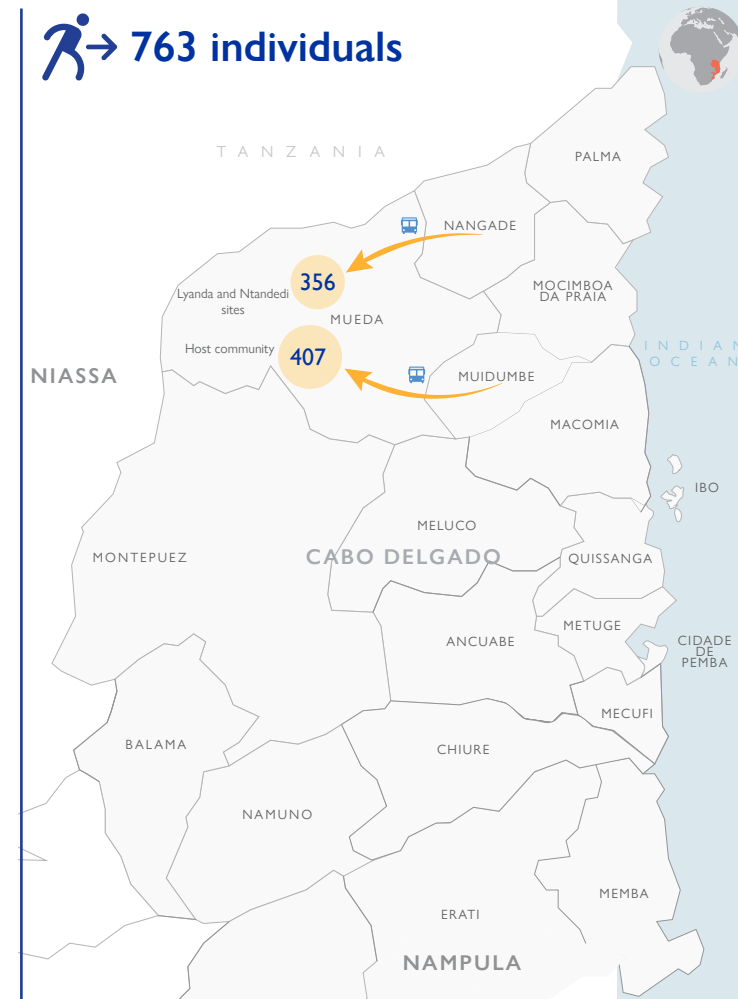 763 individuals
TANZANIA
PALMA
NANGADE
356
MOCIMBOA
DA PRAIA
Lyanda and Ntandedi
sites
MUEDA
INDIAN
OCEAN
Host community
407
NIASSA
MUIDUMBE
MACOMIA
IBO
MELUCO
MONTEPUEZ
CABO DELGADO
QUISSANGA
METUGE
ANCUABE
CIDADE
DE
PEMBA
MECUFI
BALAMA
CHIURE
NAMUNO
MEMBA
ERATI
NAMPULA